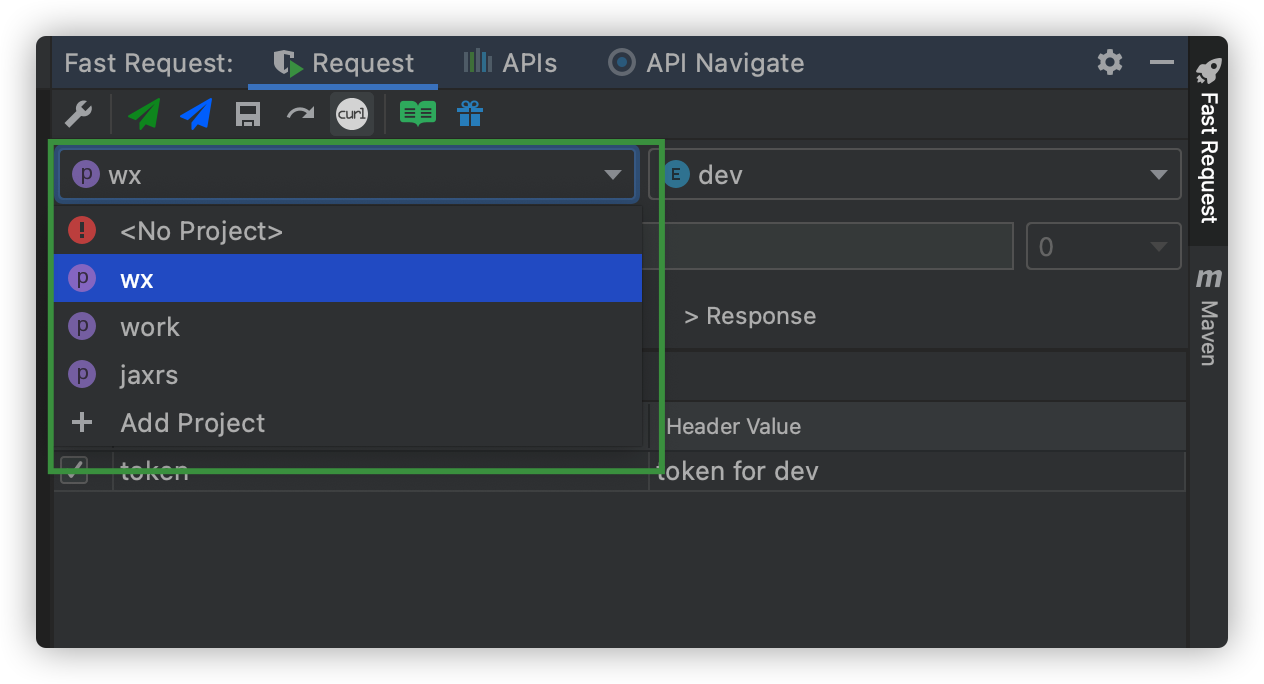 Fast Request: Request APIs API Navigate
curl
p wx E dev
<No Project>
p wx 0
p work
> Response
p jaxrs
+ Add Project
Header Value
token token for dev
Fast Request
m Maven